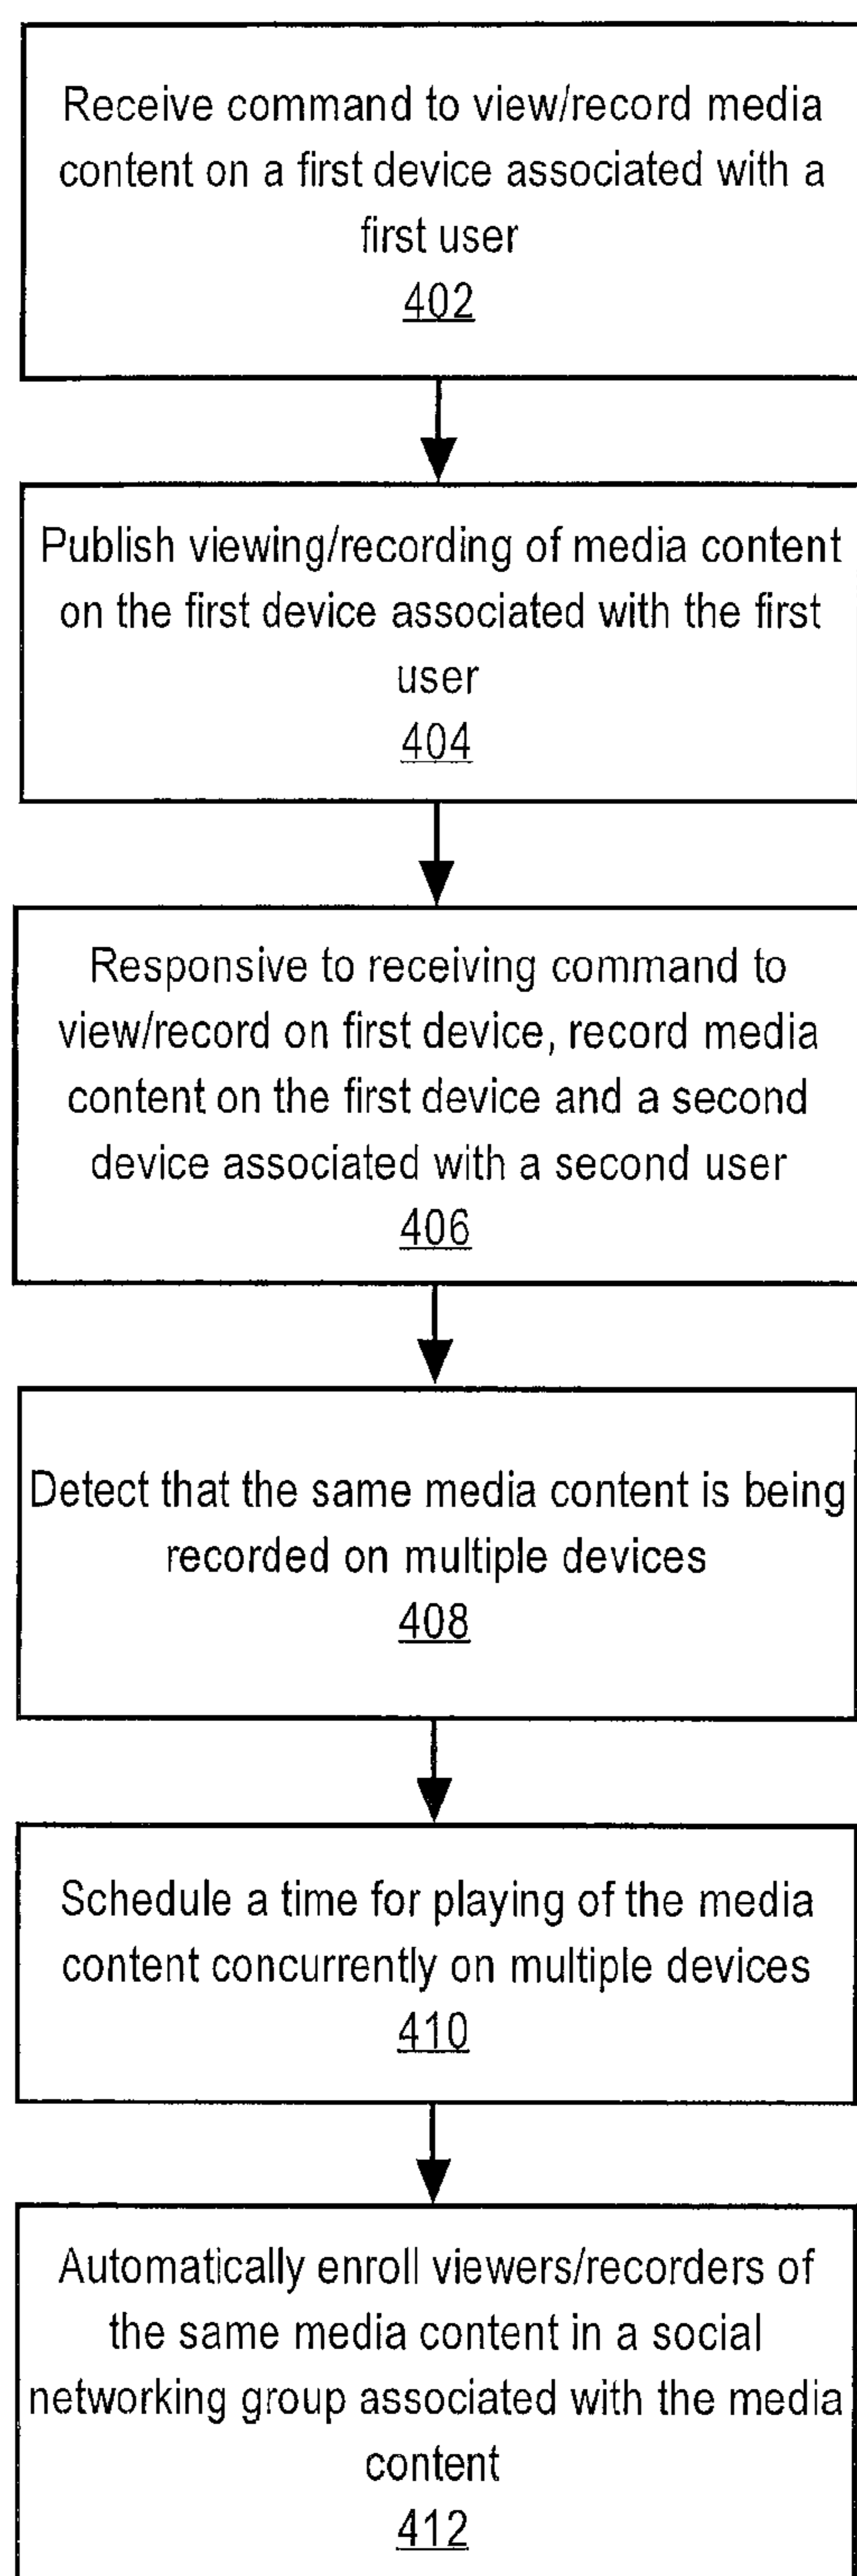 Receive command to view/record media
content on a first device associated with a
first user
402
Publish viewing/recording of media content
on the first device associated with the first
user
404
Responsive to receiving command to
view/record on first device, record media
content on the first device and a second
device associated with a second user
406
Detect that the same media content is being
recorded on multiple devices
408
Schedule a time for playing of the media
content concurrently on multiple devices
410
Automatically enroll viewers/recorders of
the same media content in a social
networking group associated with the media
content
412